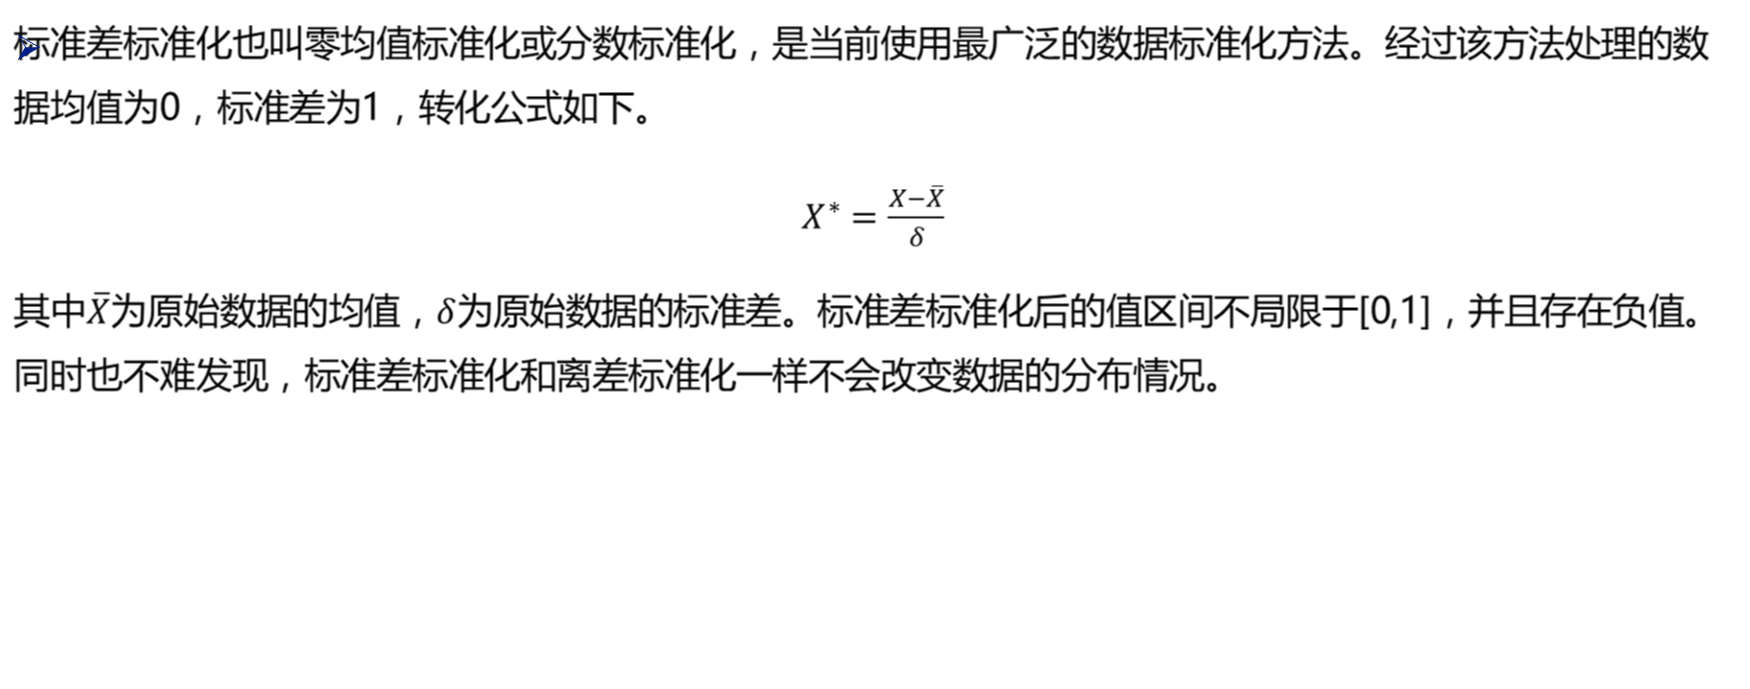 标准差标准化也叫零均值标准化或分数标准化，是当前使用最广泛的数据标准化方法。经过该方法处理的数
据均值为0，标准差为1，转化公式如下。
X* = (X−X̄)/δ
其中X̄为原始数据的均值，δ为原始数据的标准差。标准差标准化后的值区间不局限于[0,1]，并且存在负值。
同时也不难发现，标准差标准化和离差标准化一样不会改变数据的分布情况。